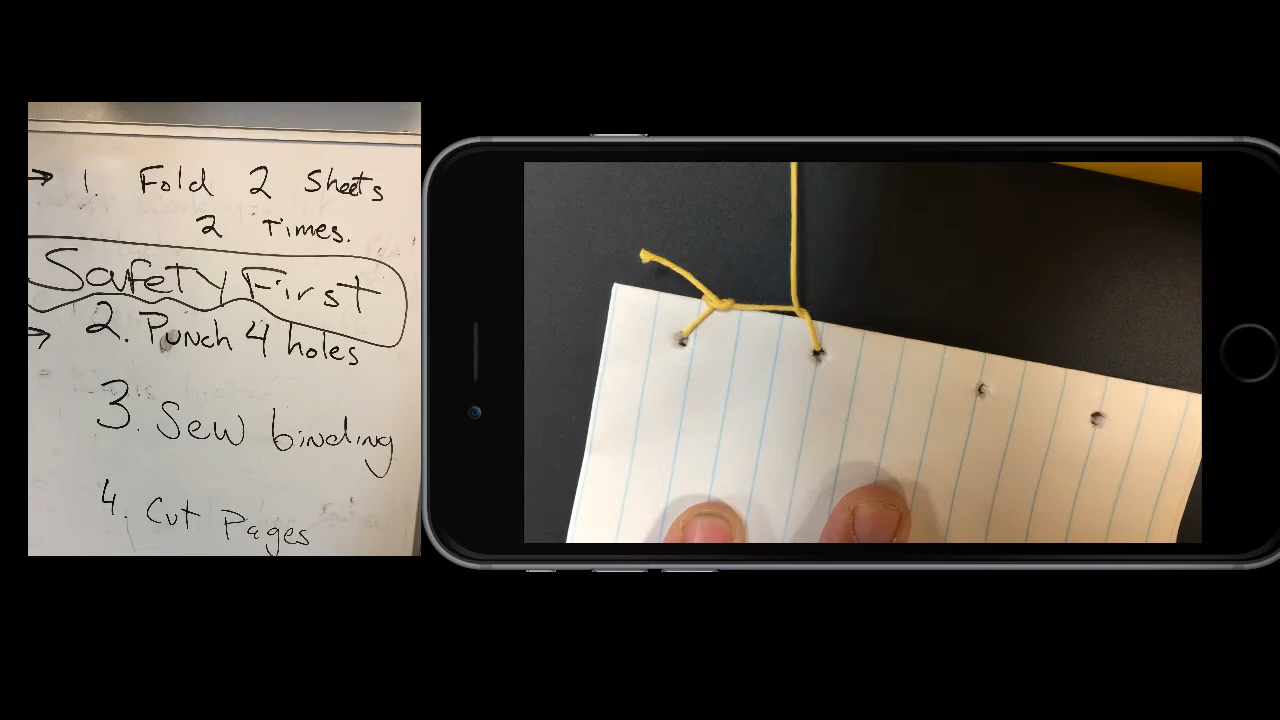 → 1. Fold 2 Sheets
2 Times.
Safety First
→ 2. Punch 4 holes
3. Sew binding
4. Cut Pages